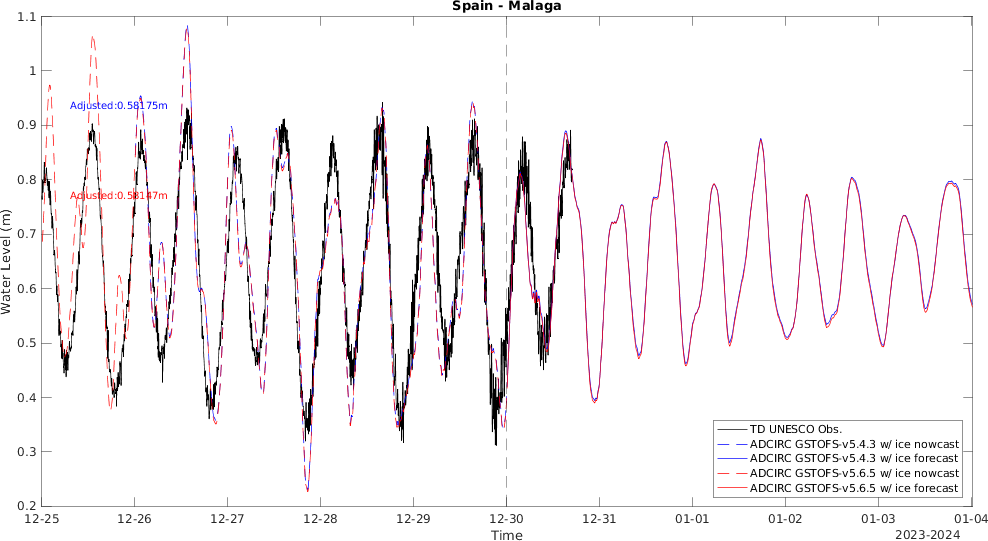 Spain - Malaga
1.1
1
0.9
0.8
0.7
0.6
0.5
0.4
0.3
0.2
Water Level (m)
Adjusted:0.58175m
Adjusted:0.58147m
TD UNESCO Obs.
ADCIRC GSTOFS-v5.4.3 w/ ice nowcast
ADCIRC GSTOFS-v5.4.3 w/ ice forecast
ADCIRC GSTOFS-v5.6.5 w/ ice nowcast
ADCIRC GSTOFS-v5.6.5 w/ ice forecast
12-25 12-26 12-27 12-28 12-29 12-30 12-31 01-01 01-02 01-03 01-04
Time
2023-2024